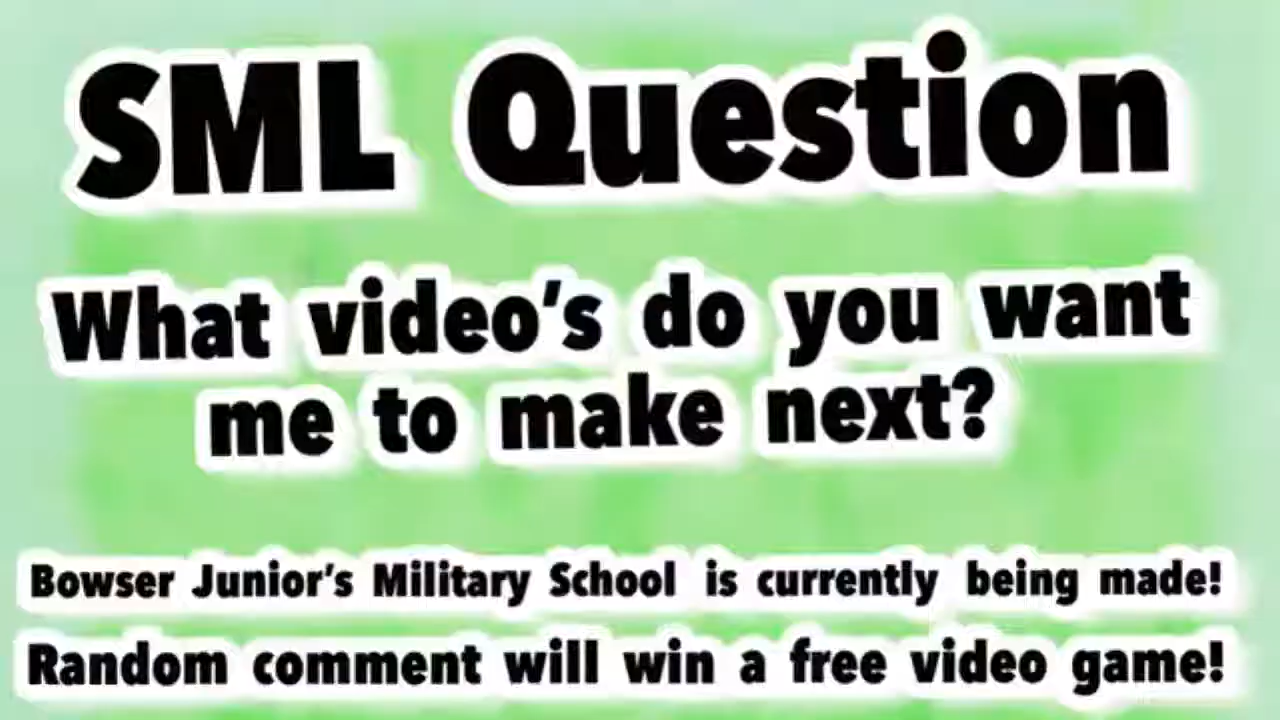 SML Question
What video's do you want
me to make next?
Bowser Junior's Military School is currently being made!
Random comment will win a free video game!